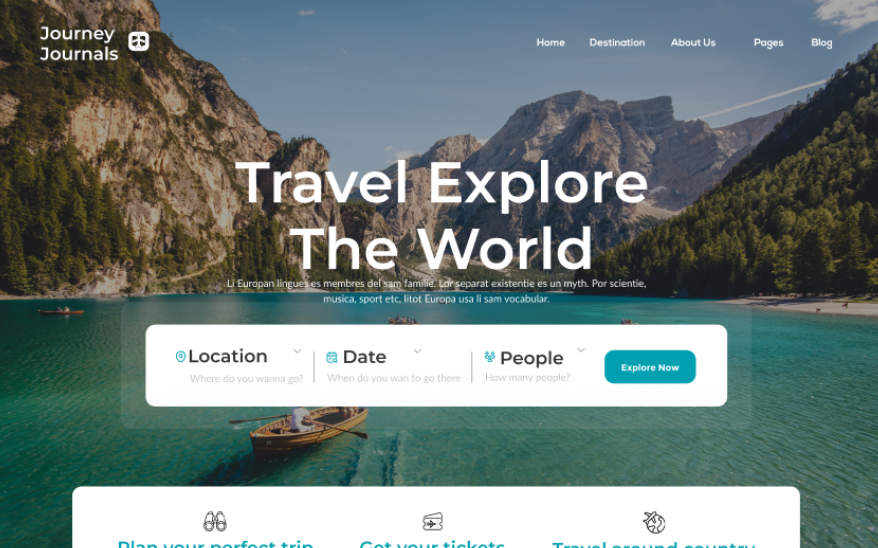 Journey
Journals
Home Destination About Us Pages Blog
Travel Explore
The World
Li Europan lingues es membres del sam familie. Lor separat existentie es un myth. Por scientie,
musica, sport etc, litot Europa usa li sam vocabular.
Location Date People
Where do you wanna go? When do you wan to go there How many people?
Explore Now
Plan your perfect trip Get your tickets Travel around country